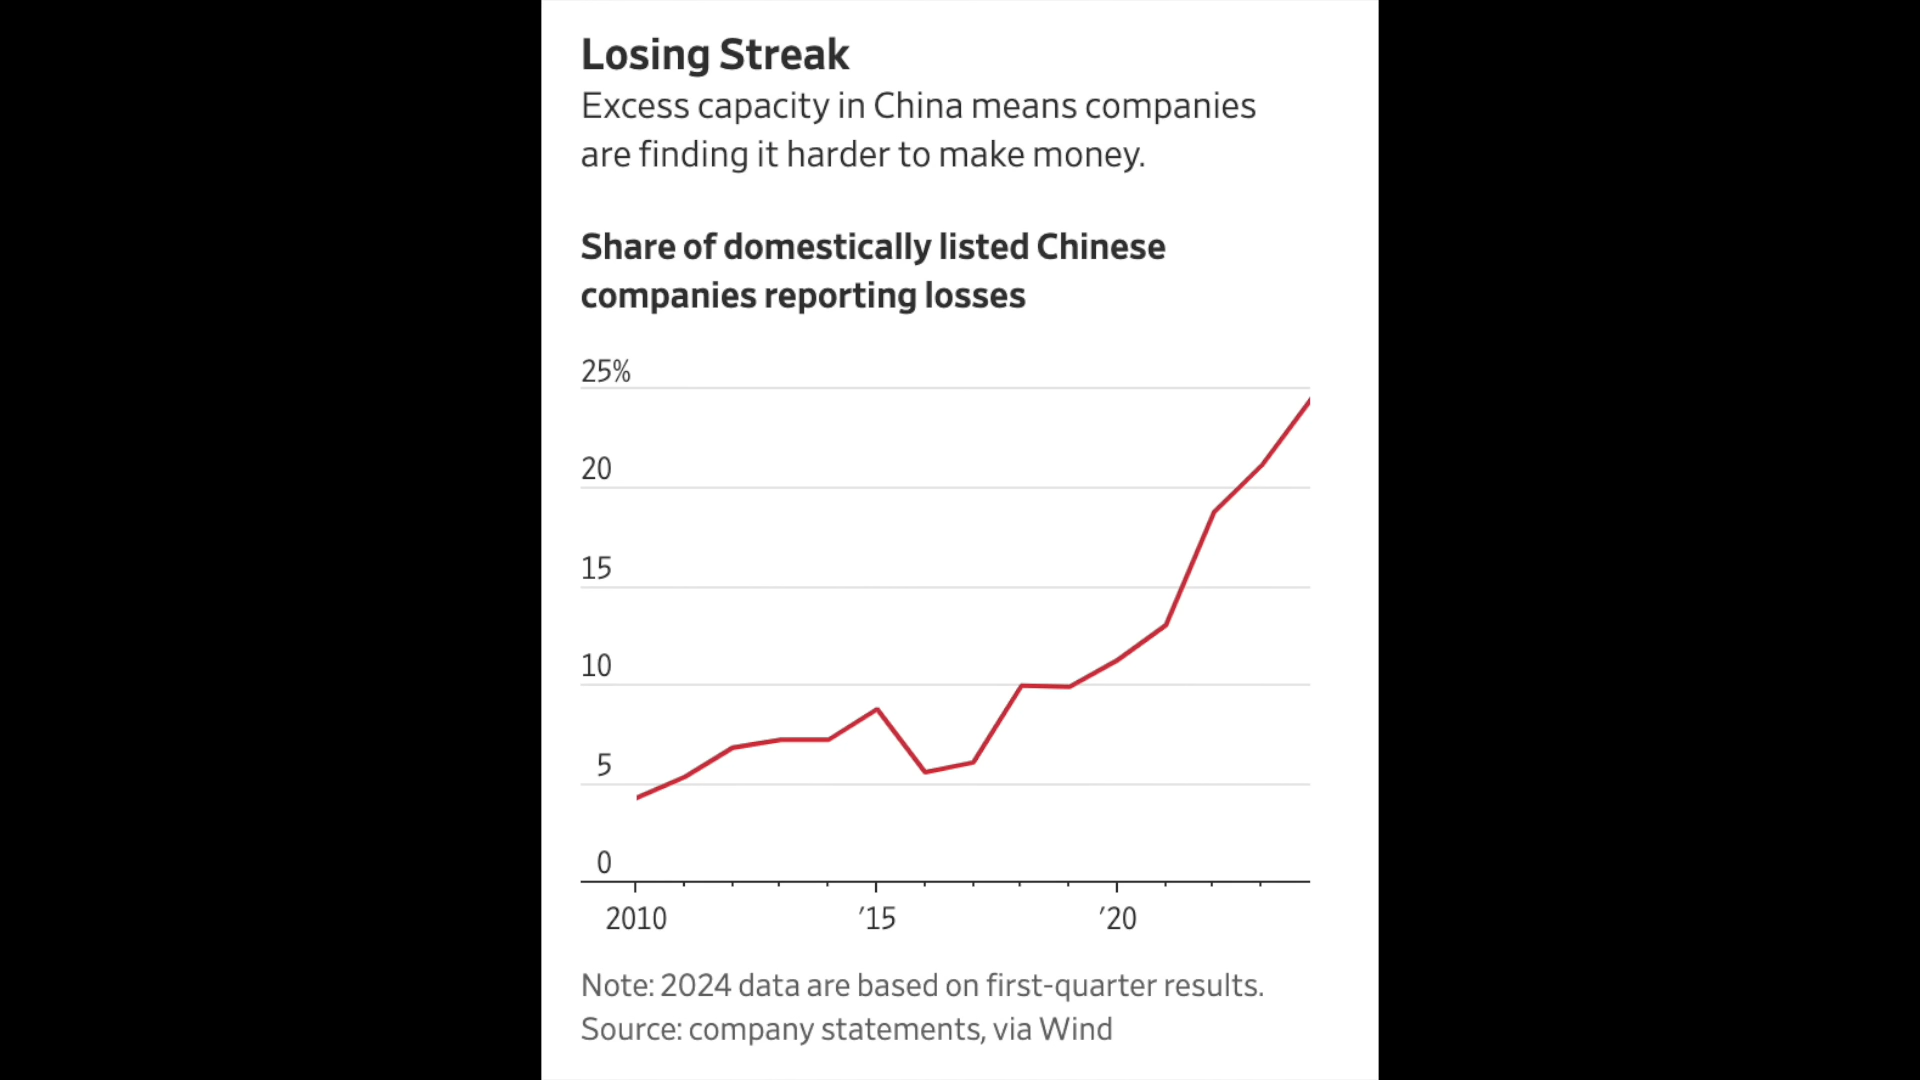 Losing Streak
Excess capacity in China means companies
are finding it harder to make money.
Share of domestically listed Chinese
companies reporting losses
25%
20
15
10
5
0
2010 ’15 ’20
Note: 2024 data are based on first-quarter results.
Source: company statements, via Wind